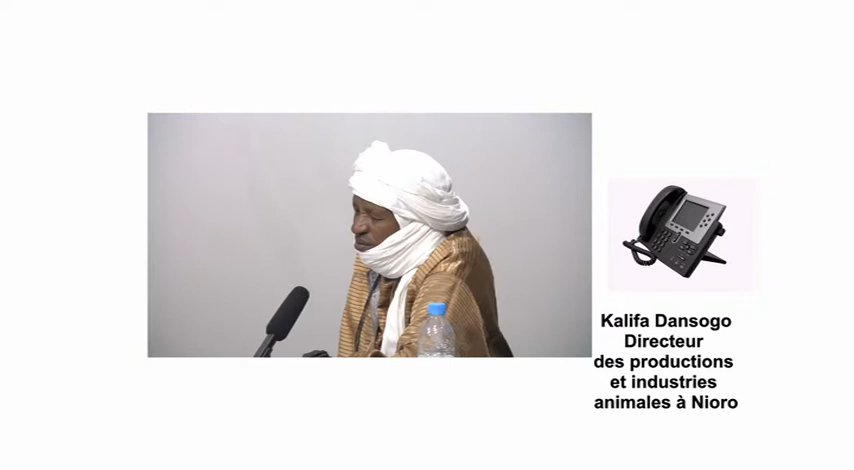 Kalifa Dansogo
Directeur
des productions
et industries
animales à Nioro